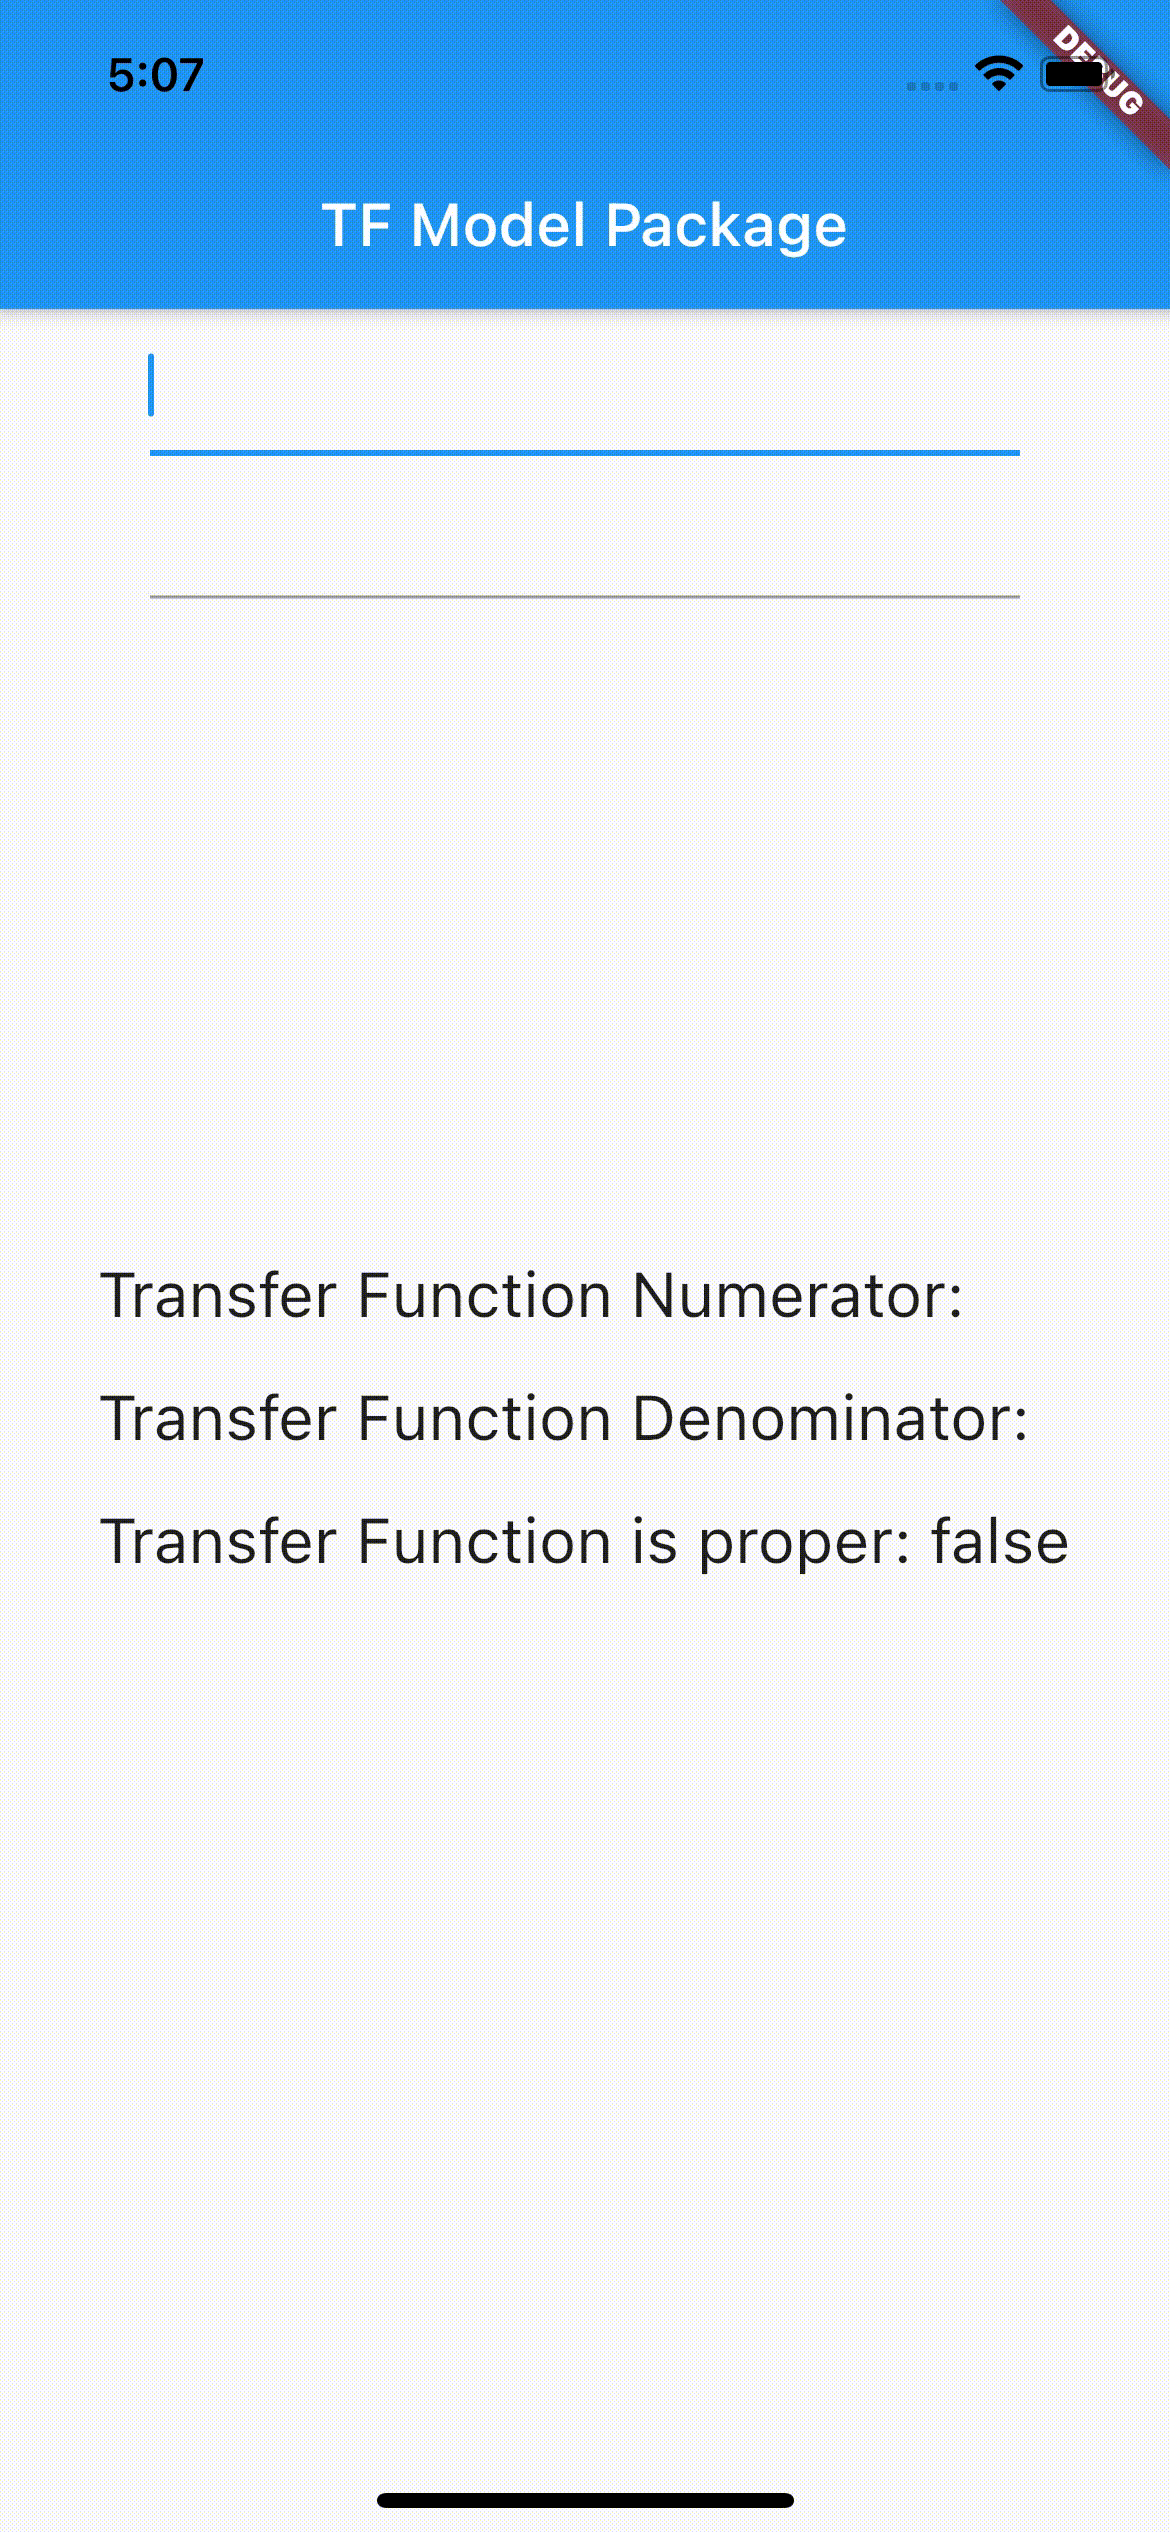 5:07
DEBUG
TF Model Package
Transfer Function Numerator:
Transfer Function Denominator:
Transfer Function is proper: false